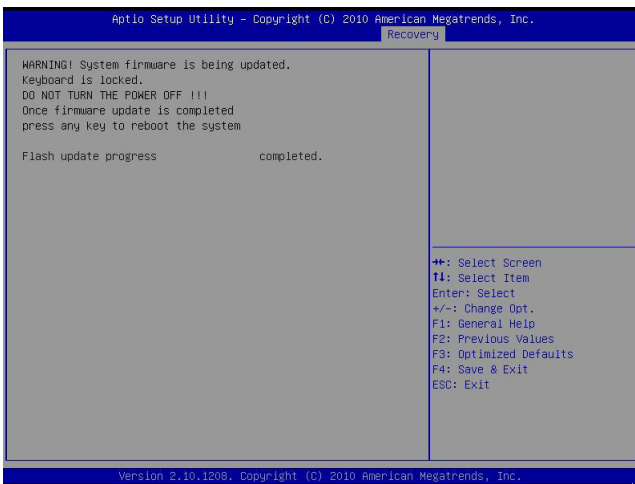 Aptio Setup Utility – Copyright (C) 2010 American Megatrends, Inc.
Recovery
WARNING! System firmware is being updated.
Keyboard is locked.
DO NOT TURN THE POWER OFF !!!
Once firmware update is completed
press any key to reboot the system
Flash update progress completed.
→←: Select Screen
↑↓: Select Item
Enter: Select
+/-: Change Opt.
F1: General Help
F2: Previous Values
F3: Optimized Defaults
F4: Save & Exit
ESC: Exit
Version 2.10.1208. Copyright (C) 2010 American Megatrends, Inc.